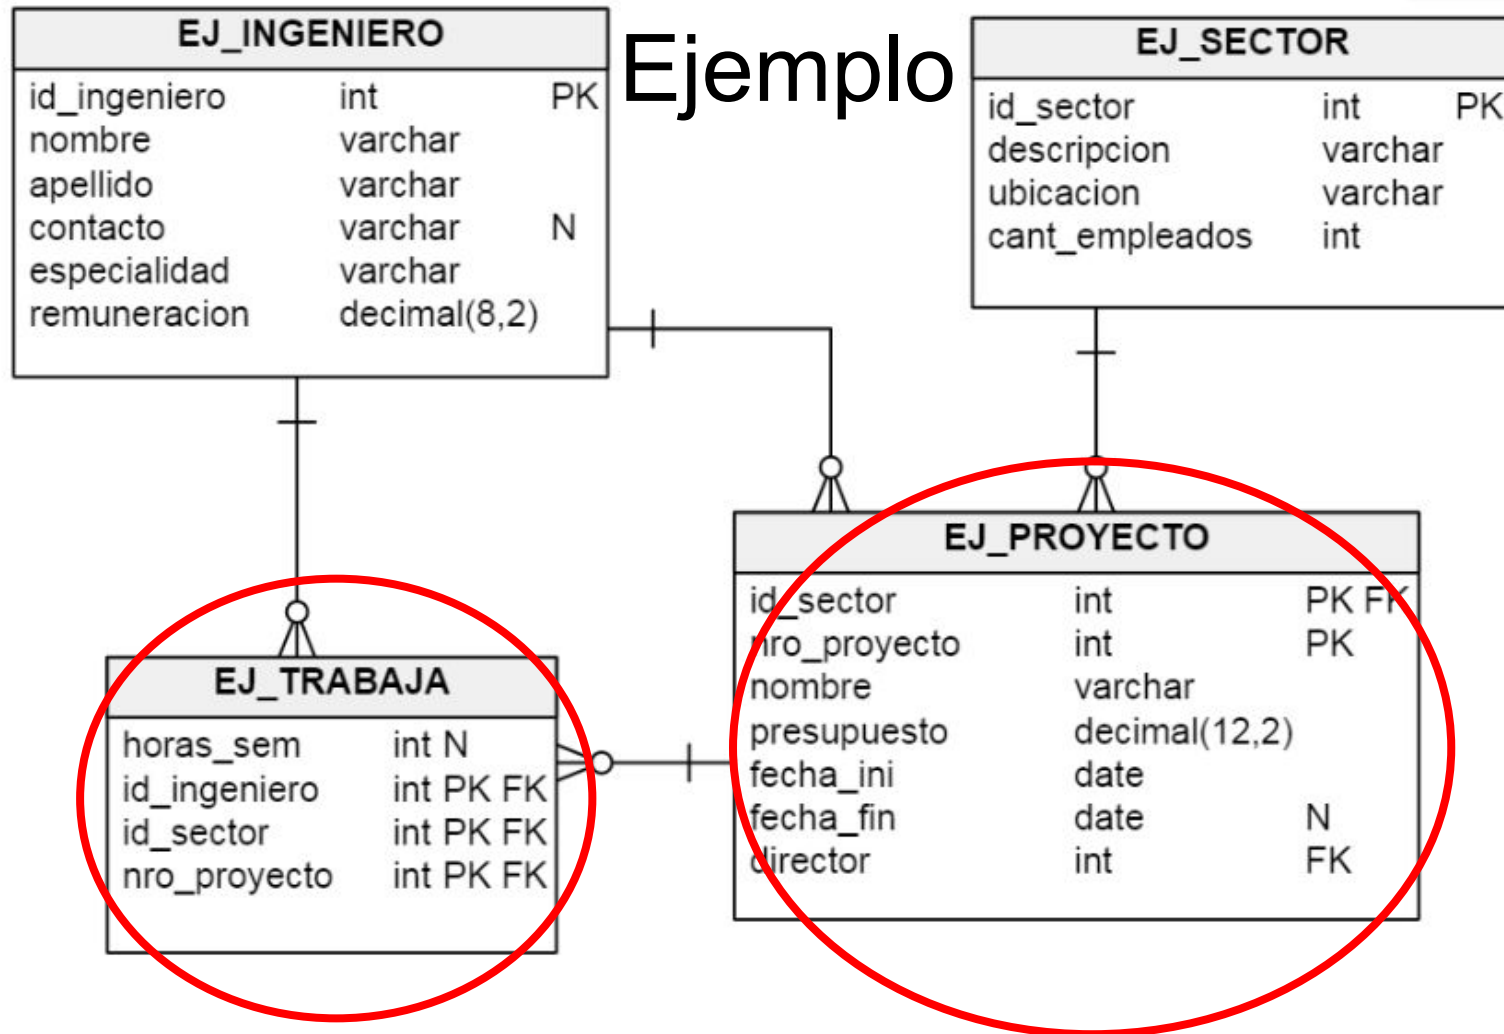 EJ_INGENIERO
id_ingeniero int PK
nombre varchar
apellido varchar
contacto varchar N
especialidad varchar
remuneracion decimal(8,2)
Ejemplo
EJ_SECTOR
id_sector int PK
descripcion varchar
ubicacion varchar
cant_empleados int
EJ_TRABAJA
horas_sem int N
id_ingeniero int PK FK
id_sector int PK FK
nro_proyecto int PK FK
EJ_PROYECTO
id_sector int PK FK
nro_proyecto int PK
nombre varchar
presupuesto decimal(12,2)
fecha_ini date
fecha_fin date N
director int FK